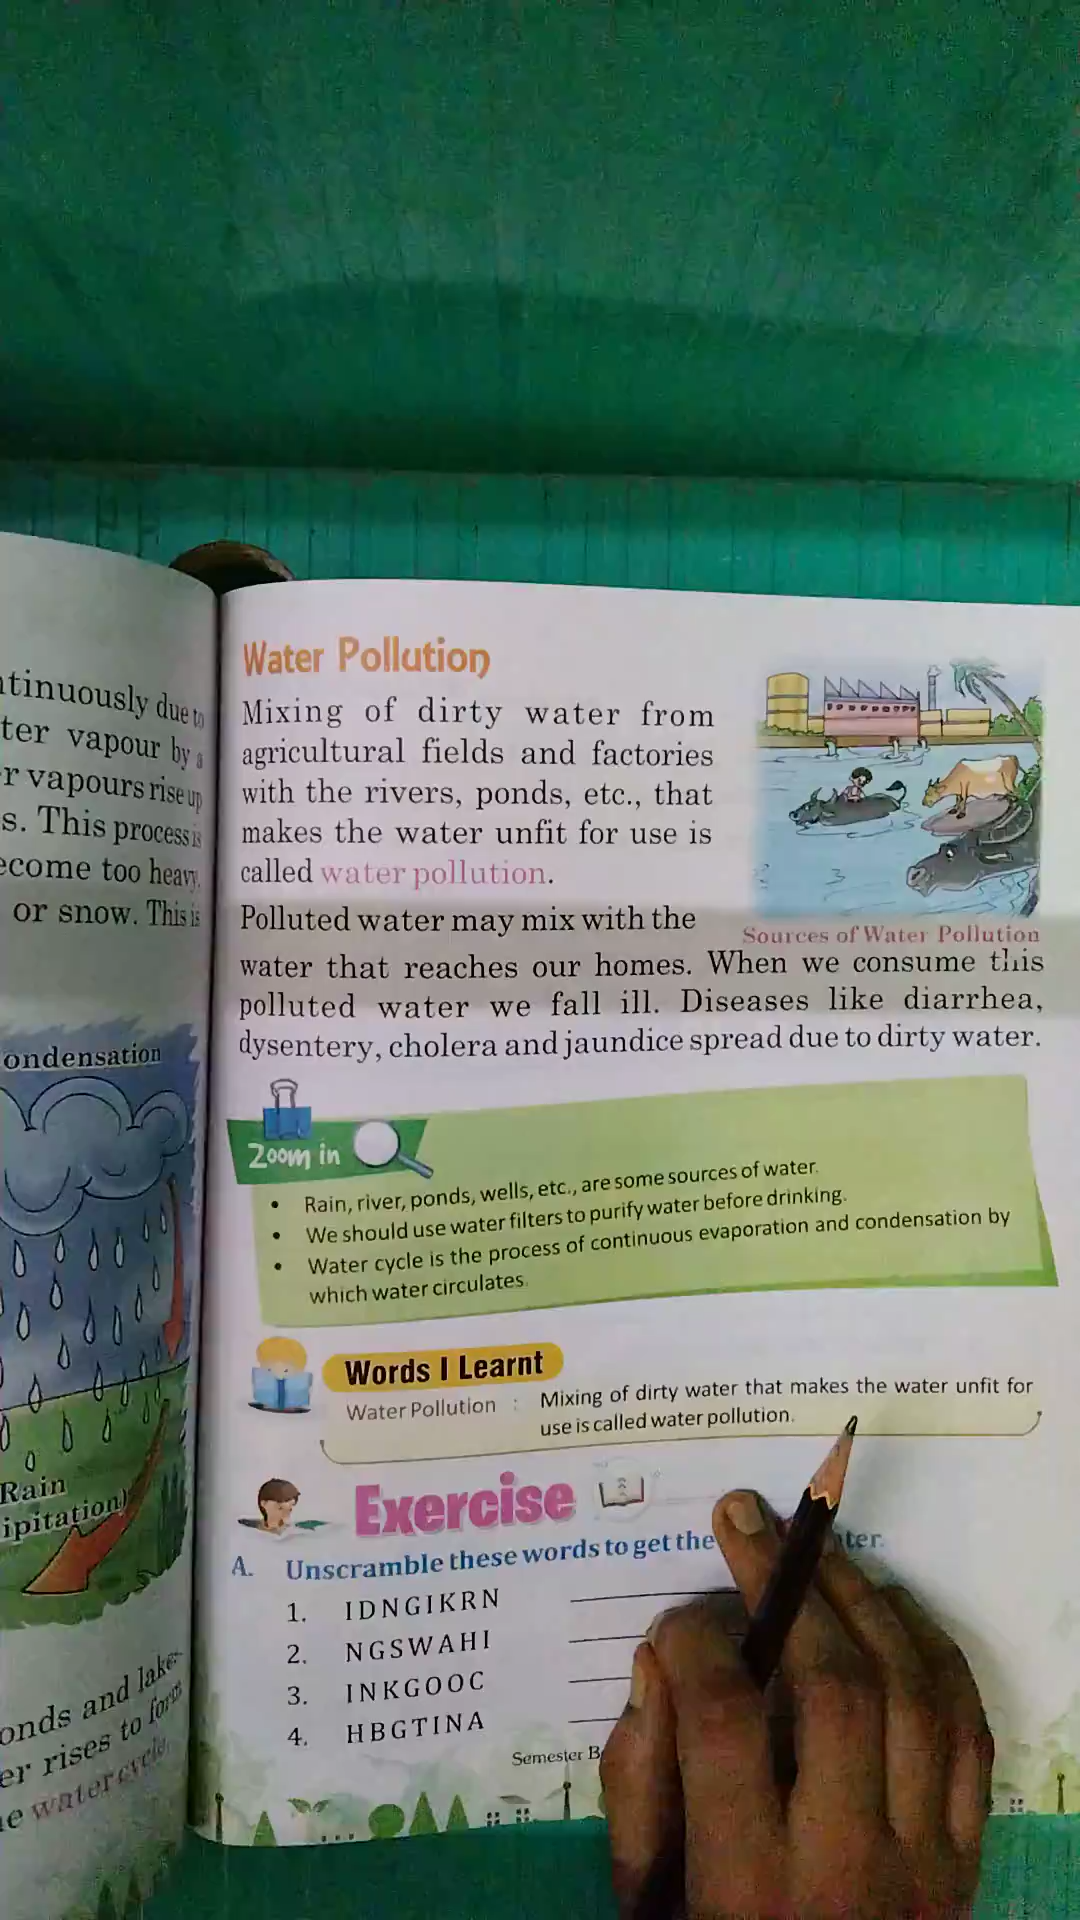 tinuously due to
ter vapour by a
r vapours rise up
s. This process is
ecome too heavy,
or snow. This is
ondensation
Rain
ipitation)
onds and lake
er rises to form
e water cycle.
Water Pollution
Mixing of dirty water from
agricultural fields and factories
with the rivers, ponds, etc., that
makes the water unfit for use is
called water pollution.
Sources of Water Pollution
Polluted water may mix with the
water that reaches our homes. When we consume this
polluted water we fall ill. Diseases like diarrhea,
dysentery, cholera and jaundice spread due to dirty water.
Zoom in
• Rain, river, ponds, wells, etc., are some sources of water.
• We should use water filters to purify water before drinking.
• Water cycle is the process of continuous evaporation and condensation by
which water circulates.
Words I Learnt
Water Pollution : Mixing of dirty water that makes the water unfit for
use is called water pollution.
Exercise
A. Unscramble these words to get the ter.
1. IDNGIKRN
2. NGSWAHI
3. INKGOOC
4. HBGTINA
Semester B